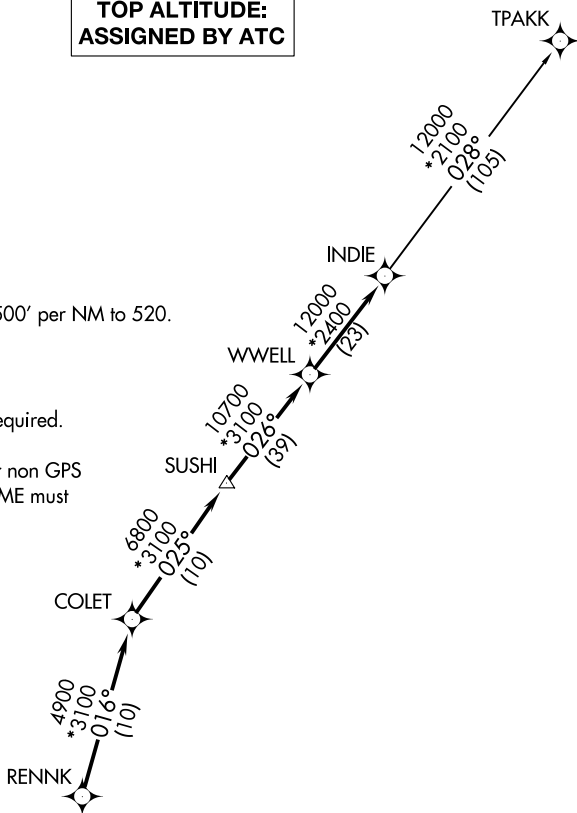 TOP ALTITUDE:
ASSIGNED BY ATC
TPAKK
12000
*2100
028°
(105)
INDIE
500' per NM to 520.
12000
*2400
(23)
WWELL
10700
*3100
026°
(39)
equired.
SUSHI
r non GPS
ME must
6800
*3100
025°
(10)
COLET
4900
*3100
016°
(10)
RENNK